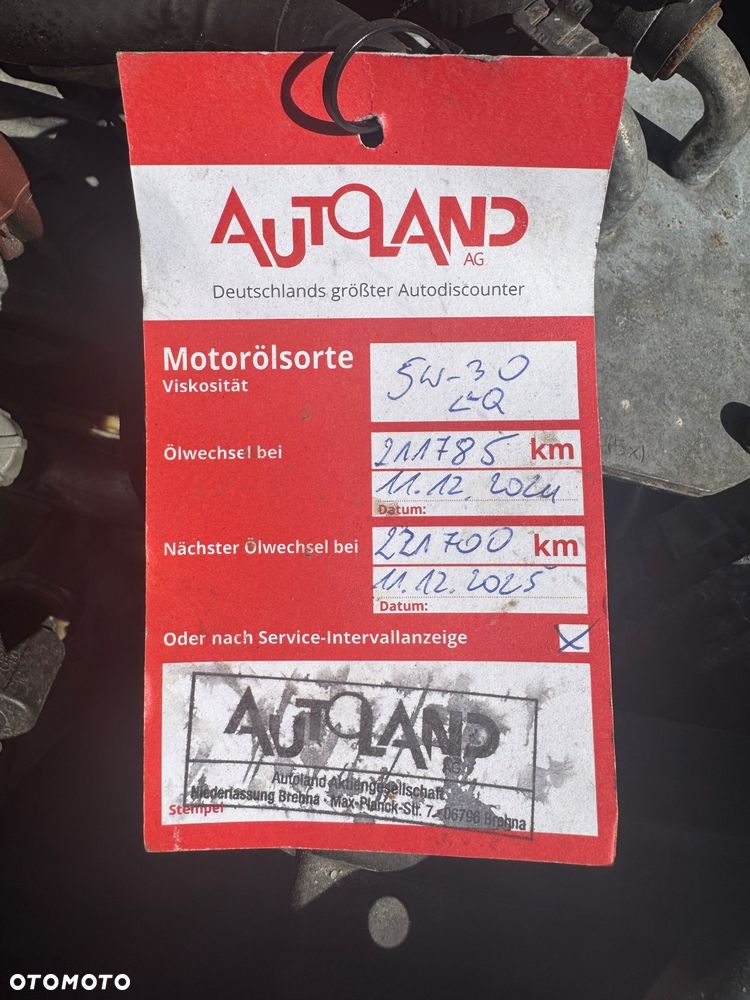 AUTOLAND
AG
Deutschlands größter Autodiscounter
Motorölsorte
Viskosität
5W-30
Ölwechsel bei
211785 km
11.12.2024
Datum:
Nächster Ölwechsel bei
221700 km
11.12.2025
Datum:
Oder nach Service-Intervallanzeige
AUTOLAND
AG
Autoland Aktiengesellschaft
Niederlassung Brehna · Max-Planck-Str. 7 · 06796 Brehna
Stempel
OTOMOTO